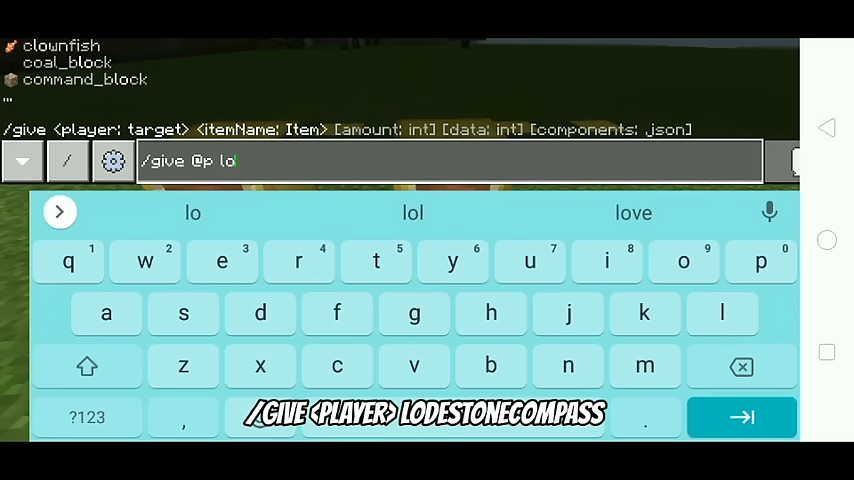 clownfish
coal_block
command_block
...
/give <player: target> <itemName: Item> [amount: int] [data: int] [components: json]
/
/give @p lo
lo lol love
q 1 w 2 e 3 r 4 t 5 y 6 u 7 i 8 o 9 p 0
a s d f g h j k l
z x c v b n m
?123 , .
/GIVE <PLAYER> LODESTONECOMPASS